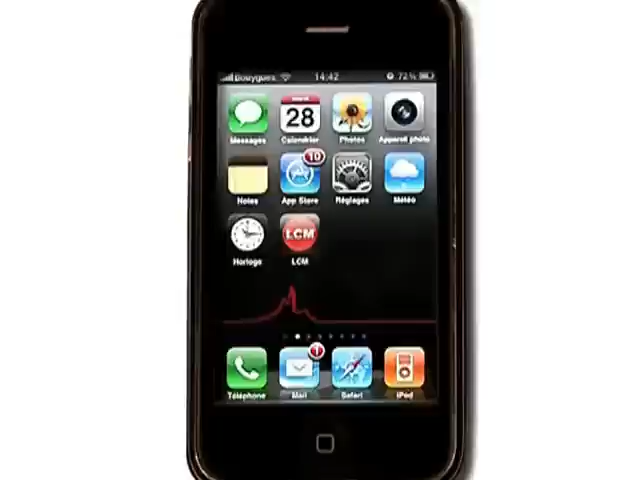 Bouygues 14:42 72 %
28
Messages Calendrier Photos Appareil photo
10
Notes App Store Réglages Météo
LCM
Horloge LCM
1
Téléphone Mail Safari iPod